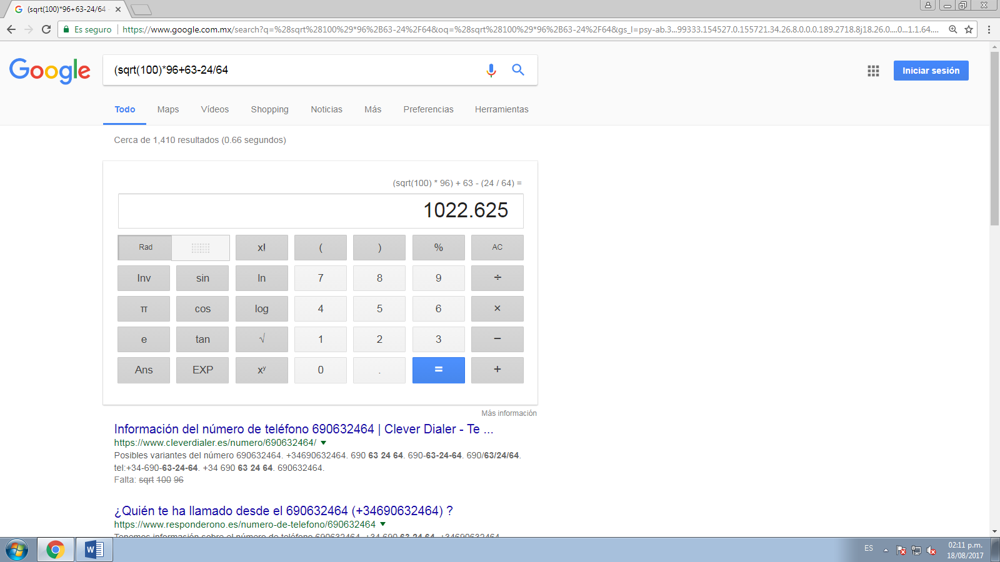 (sqrt(100)*96+63-24/64 -
Es seguro
https://www.google.com.mx/search?q=%28sqrt%28100%29*96%2B63-24%2F64&oq=%28sqrt%28100%29*96%2B63-24%2F64&gs_l=psy-ab.3...99333.154527.0.155721.34.26.8.0.0.0.189.2718.8j18.26.0....0...1.1.64....
Google
(sqrt(100)*96+63-24/64
Iniciar sesión
Todo Maps Vídeos Shopping Noticias Más Preferencias Herramientas
Cerca de 1,410 resultados (0.66 segundos)
(sqrt(100) * 96) + 63 - (24 / 64) =
1022.625
Rad x! ( ) % AC
Inv sin ln 7 8 9 ÷
π cos log 4 5 6 ×
e tan √ 1 2 3 −
Ans EXP xʸ 0 . = +
Más información
Información del número de teléfono 690632464 | Clever Dialer - Te ...
https://www.cleverdialer.es/numero/690632464/
Posibles variantes del número 690632464. +34690632464. 690 63 24 64. 690-63-24-64. 690/63/24/64.
tel:+34-690-63-24-64. +34 690 63 24 64. 690632464.
Falta: sqrt 100 96
¿Quién te ha llamado desde el 690632464 (+34690632464) ?
https://www.responderono.es/numero-de-telefono/690632464
Tenemos información sobre el número de teléfono 690632464, +34 690 63 24 64, +34690632464
ES
02:11 p.m.
18/08/2017